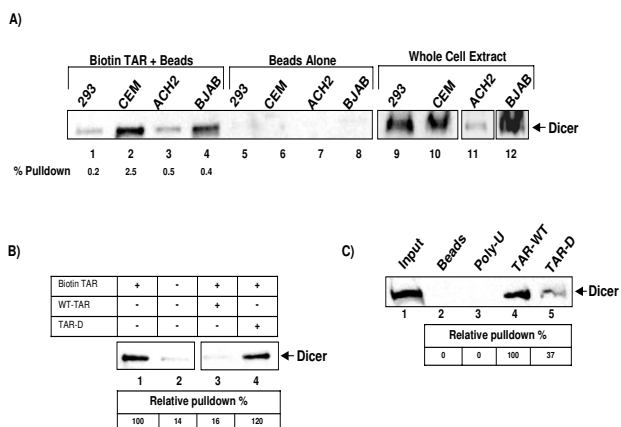 A)
Biotin TAR + Beads Beads Alone Whole Cell Extract
293 CEM ACH2 BJAB 293 CEM ACH2 BJAB 293 CEM ACH2 BJAB
Dicer
1 2 3 4 5 6 7 8 9 10 11 12
% Pulldown 0.2 2.5 0.5 0.4
B)
Biotin TAR + - + +
WT-TAR - - + -
TAR-D - - - +
Dicer
1 2 3 4
Relative pulldown %
100 14 16 120
C)
Input Beads Poly-U TAR-WT TAR-D
Dicer
1 2 3 4 5
Relative pulldown %
0 0 100 37